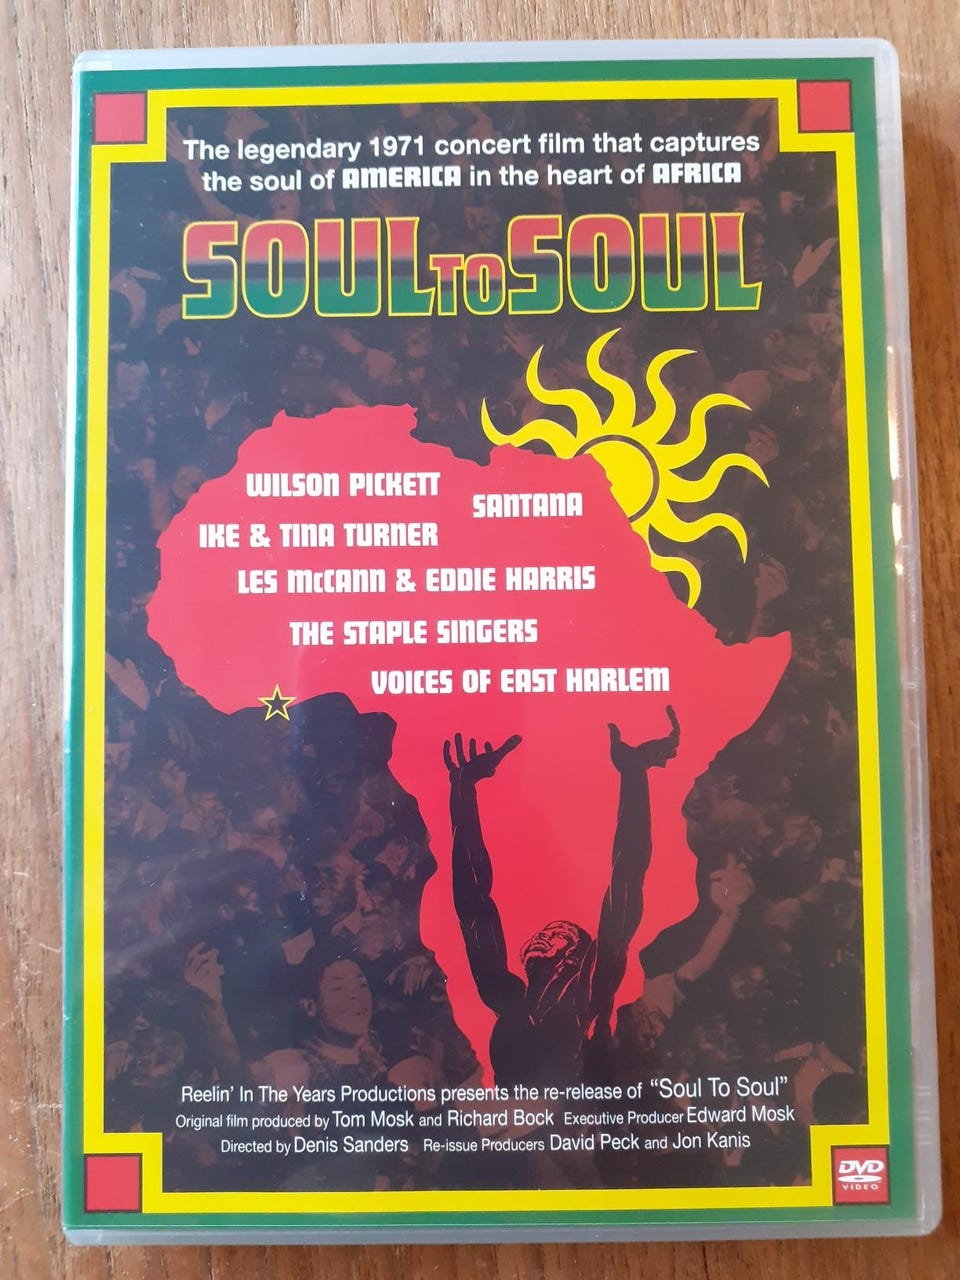 The legendary 1971 concert film that captures
the soul of AMERICA in the heart of AFRICA
SOUL TO SOUL
WILSON PICKETT
SANTANA
IKE & TINA TURNER
LES McCANN & EDDIE HARRIS
THE STAPLE SINGERS
VOICES OF EAST HARLEM
Reelin' In The Years Productions presents the re-release of "Soul To Soul"
Original film produced by Tom Mosk and Richard Bock Executive Producer Edward Mosk
Directed by Denis Sanders Re-issue Producers David Peck and Jon Kanis
DVD
VIDEO